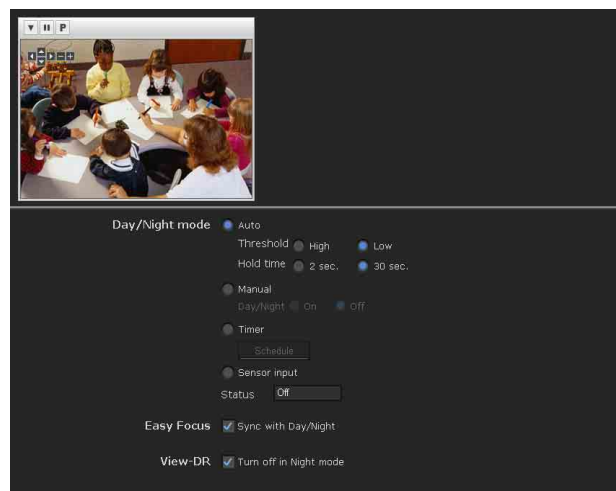 P
Day/Night mode Auto
Threshold High Low
Hold time 2 sec. 30 sec.
Manual
Day/Night On Off
Timer
Schedule
Sensor input
Status Off
Easy Focus Sync with Day/Night
View-DR Turn off in Night mode